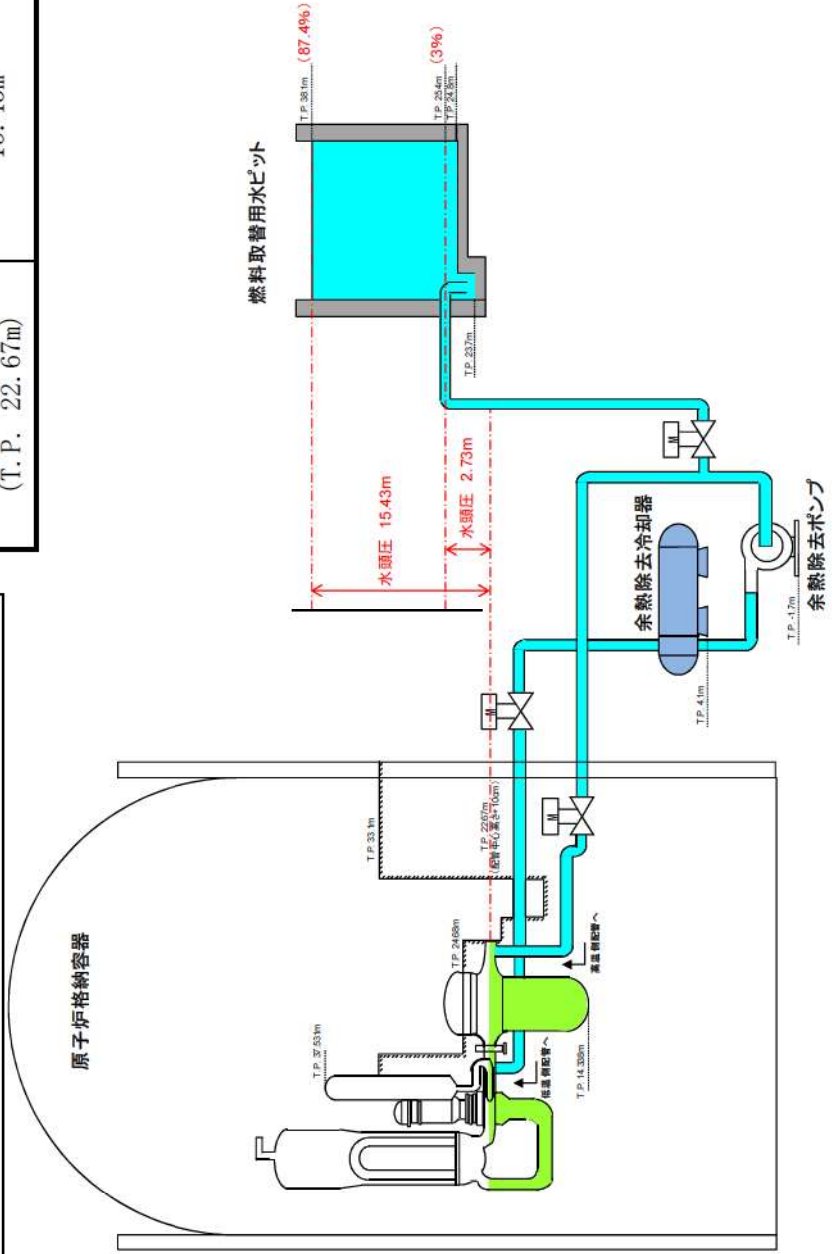 (T.P. 22.67m)
原子炉格納容器
燃料取替用水ピット
T.P. 38.1m (87.4%)
T.P. 25.4m (3%)
T.P. 24.8m
T.P. 23.7m
水頭圧 15.43m
水頭圧 2.73m
T.P. 37.531m
T.P. 33.1m
T.P. 24.68m
T.P. 22.67m
(配管中心高さ+10cm)
M
M
M
高温側配管へ
低温側配管へ
T.P. 14.338m
余熱除去冷却器
T.P. 4.1m
T.P. -1.7m
余熱除去ポンプ